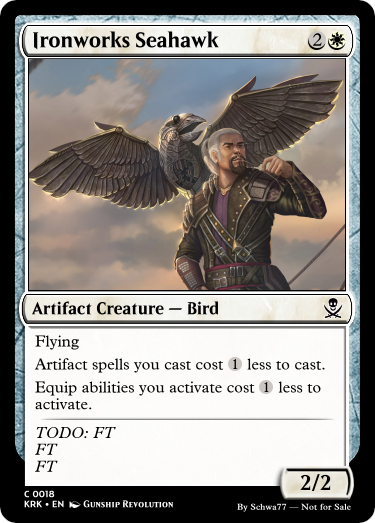 Ironworks Seahawk 2
Artifact Creature — Bird
Flying
Artifact spells you cast cost 1 less to cast.
Equip abilities you activate cost 1 less to
activate.
TODO: FT
FT
FT
2/2
C 0018
KRK • EN Gunship Revolution
By Schwa77 — Not for Sale